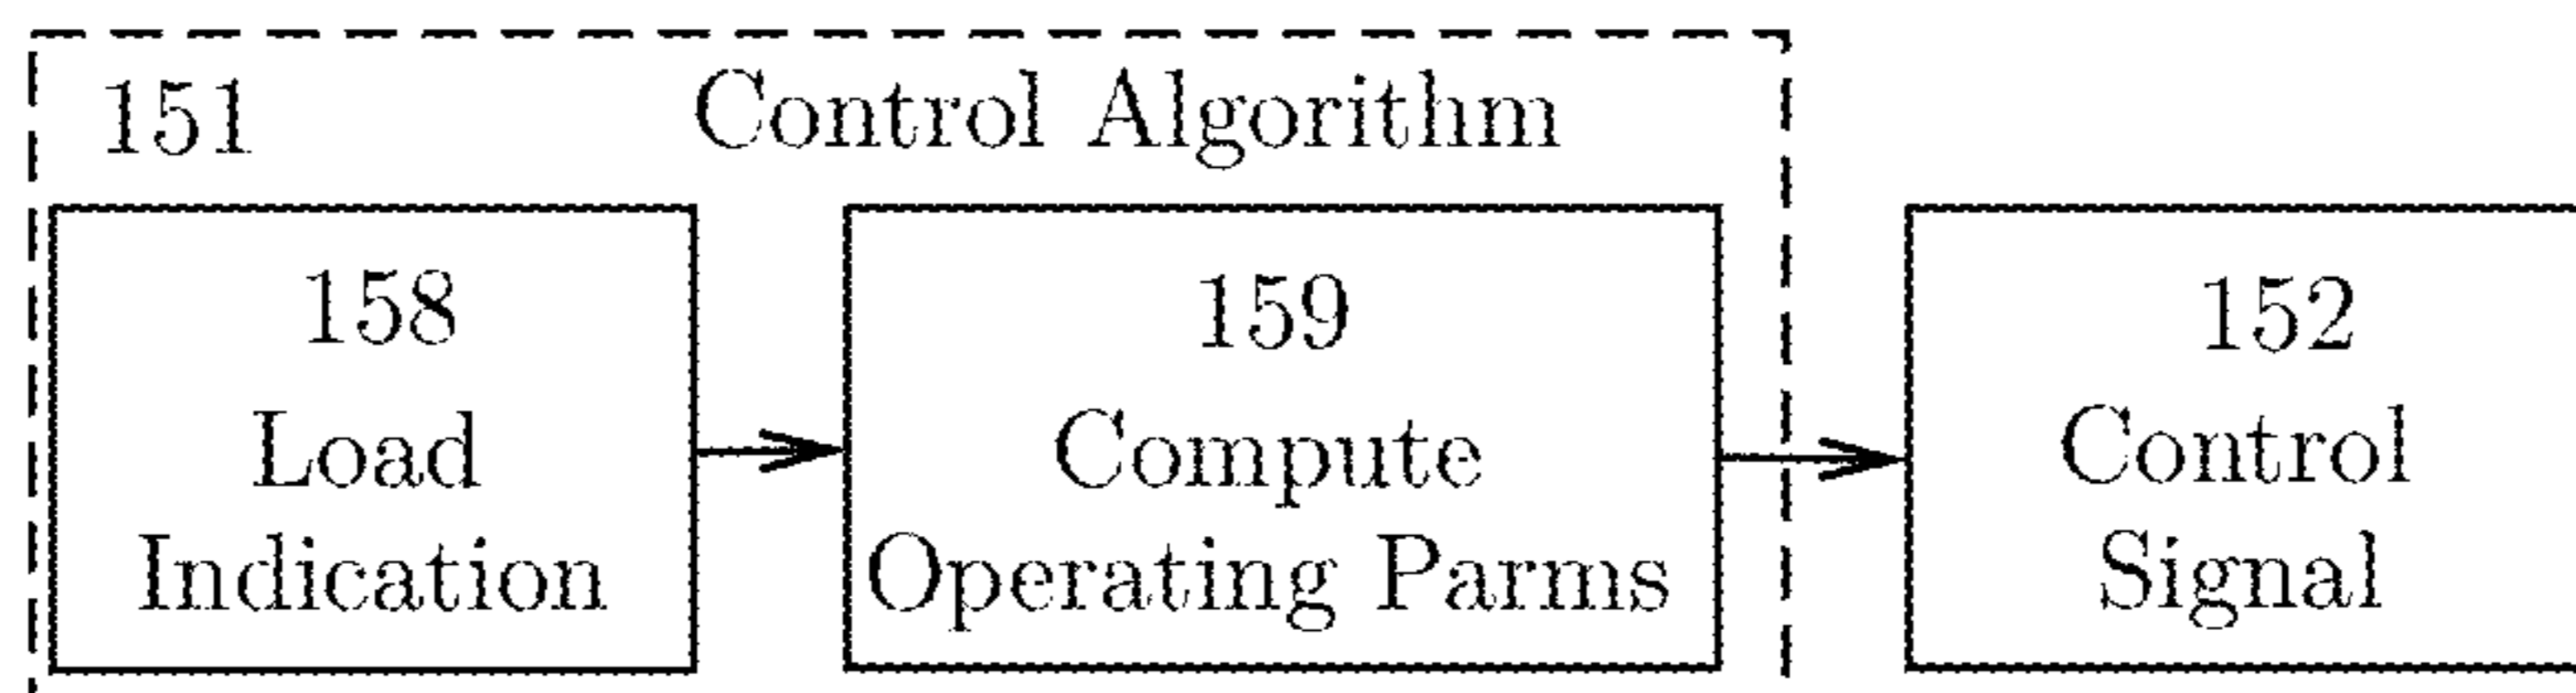 151 Control Algorithm
158
Load
Indication
159
Compute
Operating Parms
152
Control
Signal